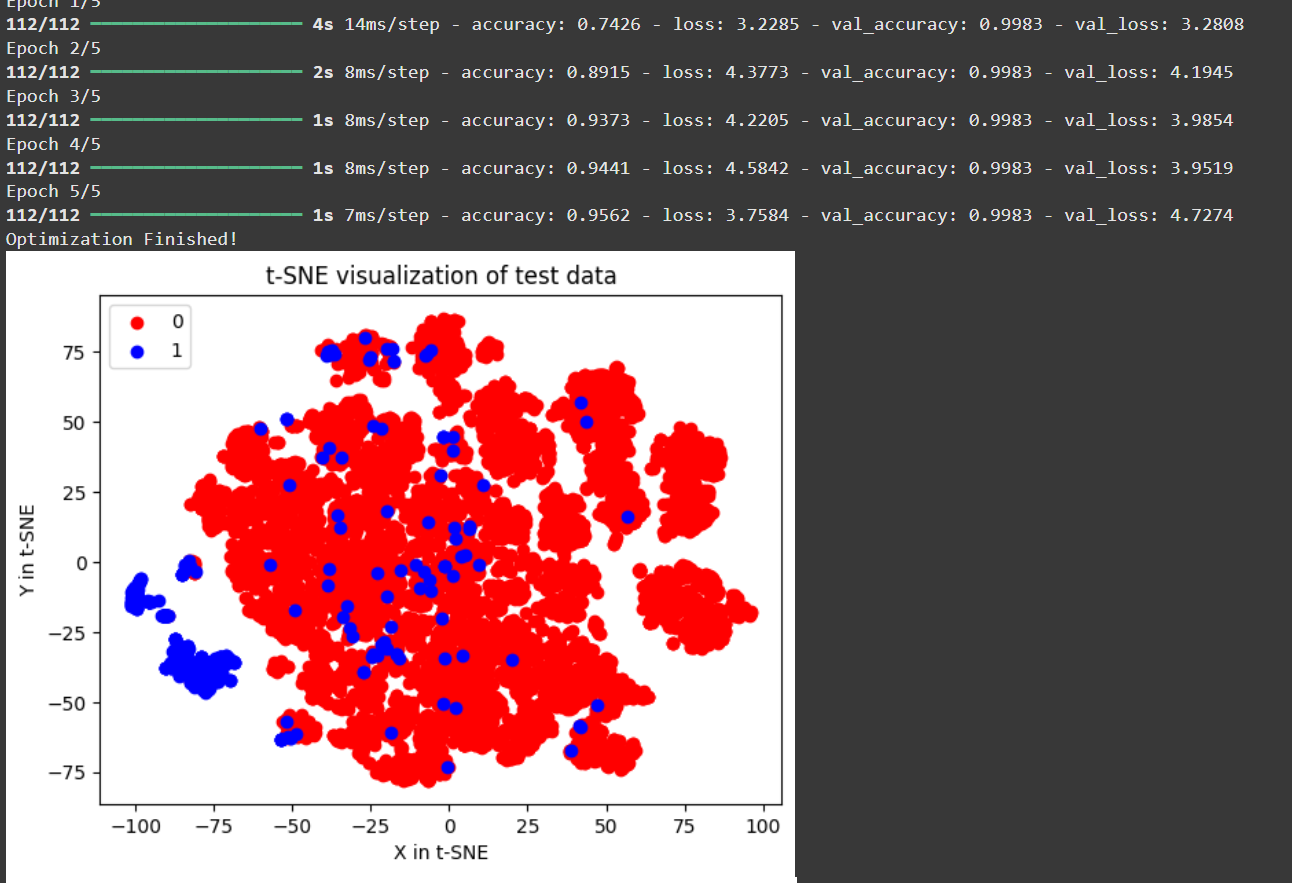 Epoch 1/5
112/112 4s 14ms/step - accuracy: 0.7426 - loss: 3.2285 - val_accuracy: 0.9983 - val_loss: 3.2808
Epoch 2/5
112/112 2s 8ms/step - accuracy: 0.8915 - loss: 4.3773 - val_accuracy: 0.9983 - val_loss: 4.1945
Epoch 3/5
112/112 1s 8ms/step - accuracy: 0.9373 - loss: 4.2205 - val_accuracy: 0.9983 - val_loss: 3.9854
Epoch 4/5
112/112 1s 8ms/step - accuracy: 0.9441 - loss: 4.5842 - val_accuracy: 0.9983 - val_loss: 3.9519
Epoch 5/5
112/112 1s 7ms/step - accuracy: 0.9562 - loss: 3.7584 - val_accuracy: 0.9983 - val_loss: 4.7274
Optimization Finished!
t-SNE visualization of test data
0
1
75
50
25
0
−25
−50
−75
Y in t-SNE
−100 −75 −50 −25 0 25 50 75 100
X in t-SNE